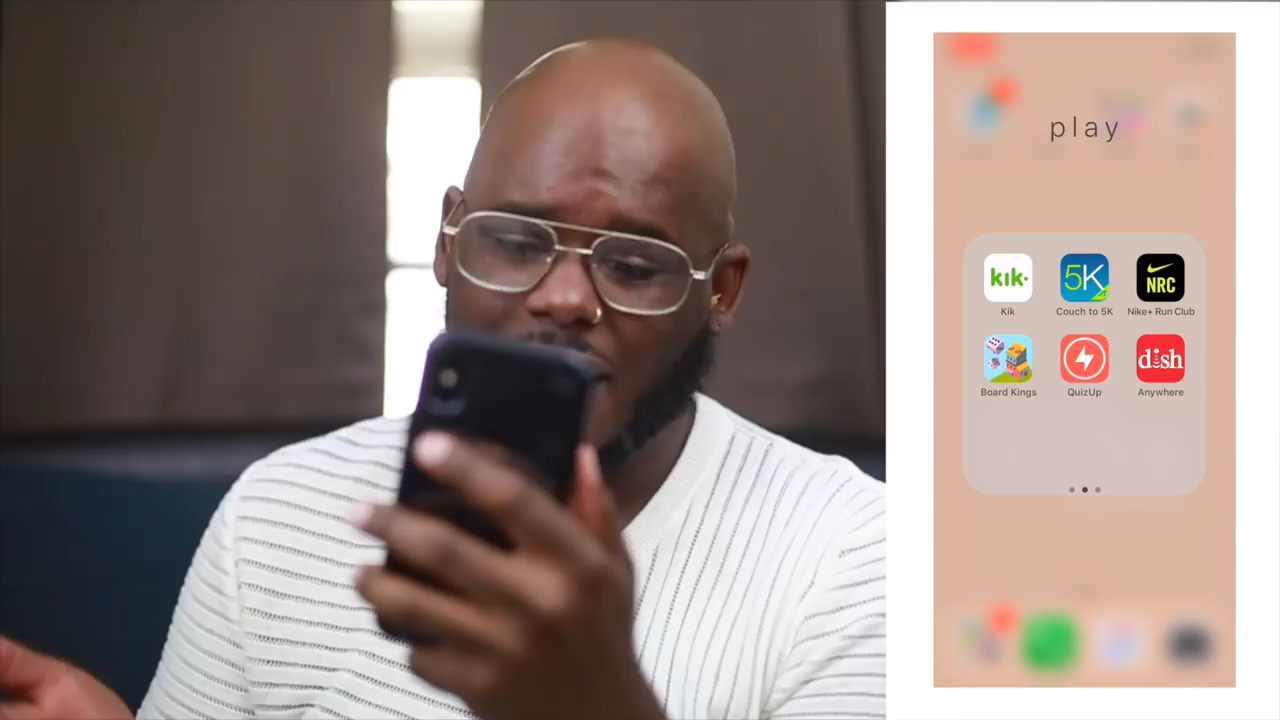 play
kik
5K
NRC
Kik
Couch to 5K
Nike+ Run Club
dish
Board Kings
QuizUp
Anywhere